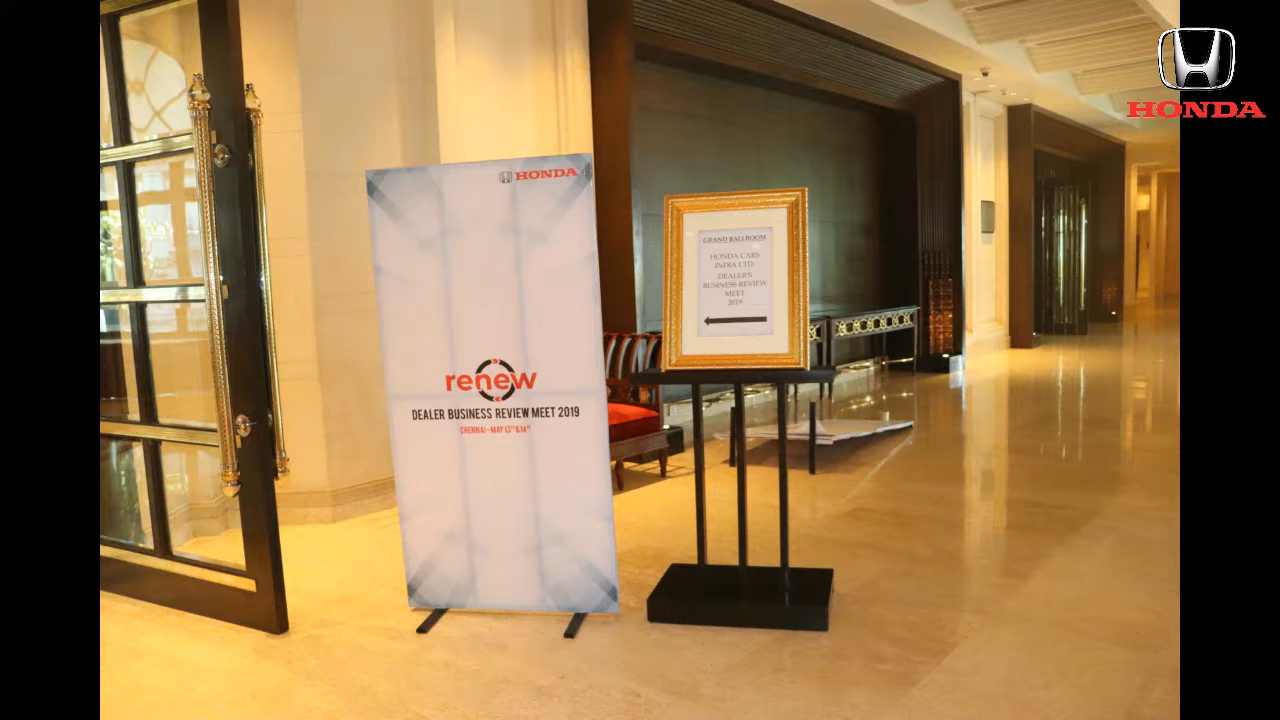 HONDA
HONDA
renew
DEALER BUSINESS REVIEW MEET 2019
CHENNAI - MAY 13TH & 14TH
GRAND BALLROOM
HONDA CARS
INDIA LTD.
DEALER'S
BUSINESS REVIEW
MEET
2019